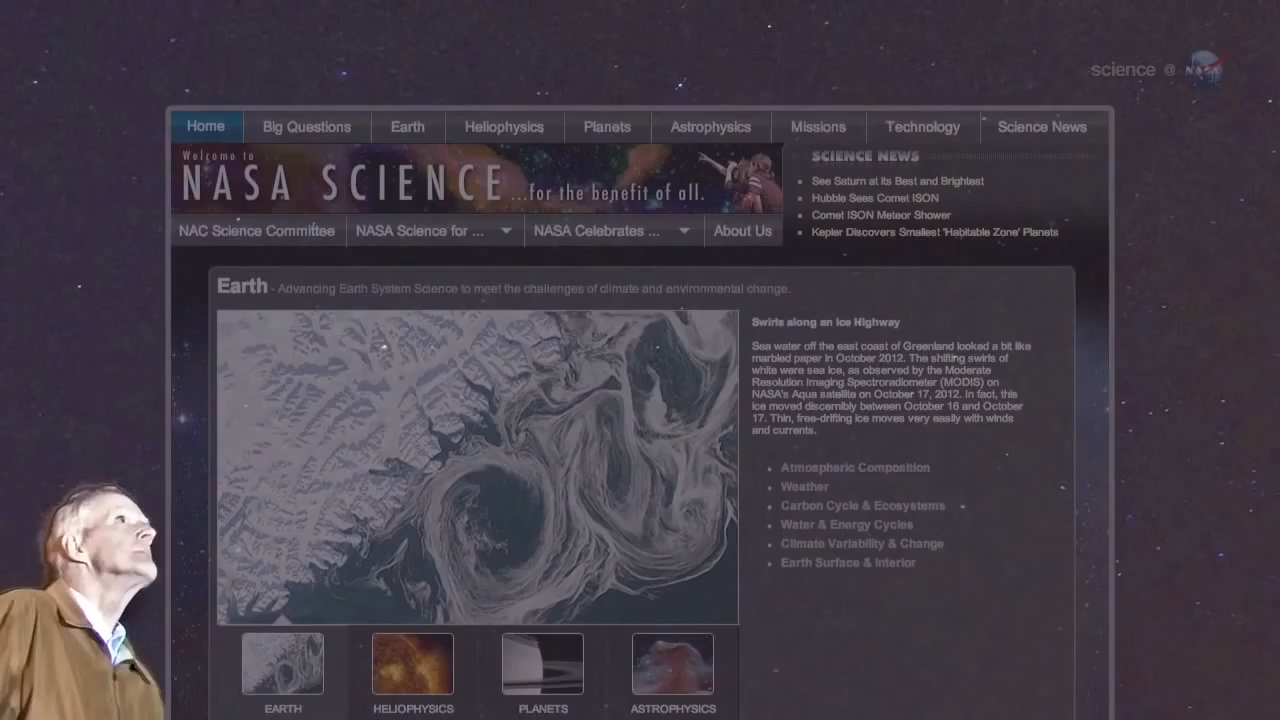 science @ NASA
Home Big Questions Earth Heliophysics Planets Astrophysics Missions Technology Science News
Welcome to
NASA SCIENCE ...for the benefit of all.
SCIENCE NEWS
See Saturn at its Best and Brightest
Hubble Sees Comet ISON
Comet ISON Meteor Shower
Kepler Discovers Smallest 'Habitable Zone' Planets
NAC Science Committee NASA Science for ... NASA Celebrates ... About Us
Earth - Advancing Earth System Science to meet the challenges of climate and environmental change.
Swirls along an Ice Highway
Sea water off the east coast of Greenland looked a bit like
marbled paper in October 2012. The shifting swirls of
white were sea ice, as observed by the Moderate
Resolution Imaging Spectroradiometer (MODIS) on
NASA's Aqua satellite on October 17, 2012. In fact, this
ice moved discernibly between October 16 and October
17. Thin, free-drifting ice moves very easily with winds
and currents.
Atmospheric Composition
Weather
Carbon Cycle & Ecosystems
Water & Energy Cycles
Climate Variability & Change
Earth Surface & Interior
EARTH HELIOPHYSICS PLANETS ASTROPHYSICS